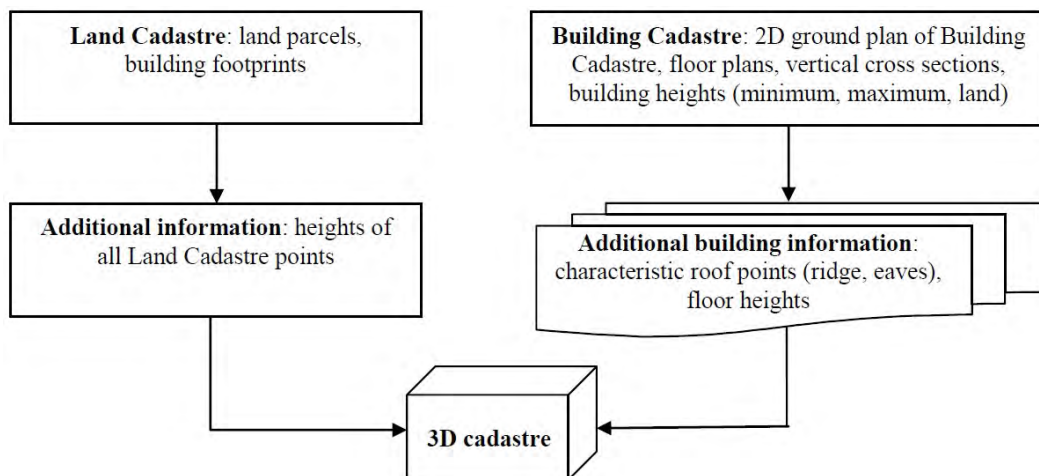 Land Cadastre: land parcels,
building footprints
Building Cadastre: 2D ground plan of Building
Cadastre, floor plans, vertical cross sections,
building heights (minimum, maximum, land)
Additional information: heights of
all Land Cadastre points
Additional building information:
characteristic roof points (ridge, eaves),
floor heights
3D cadastre